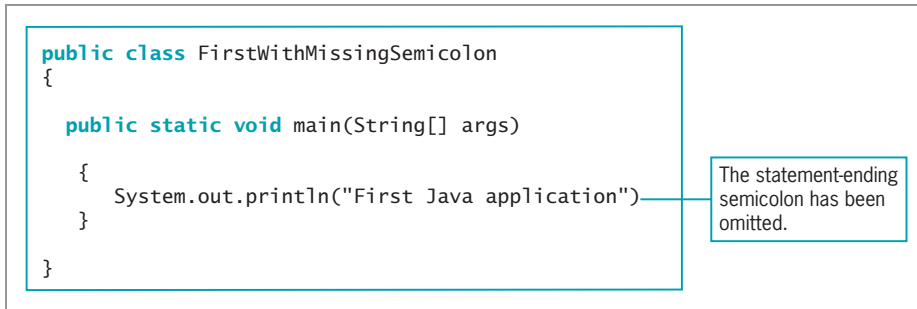 public class FirstWithMissingSemicolon
{
public static void main(String[] args)
{
System.out.println("First Java application")
}
}
The statement-ending
semicolon has been
omitted.